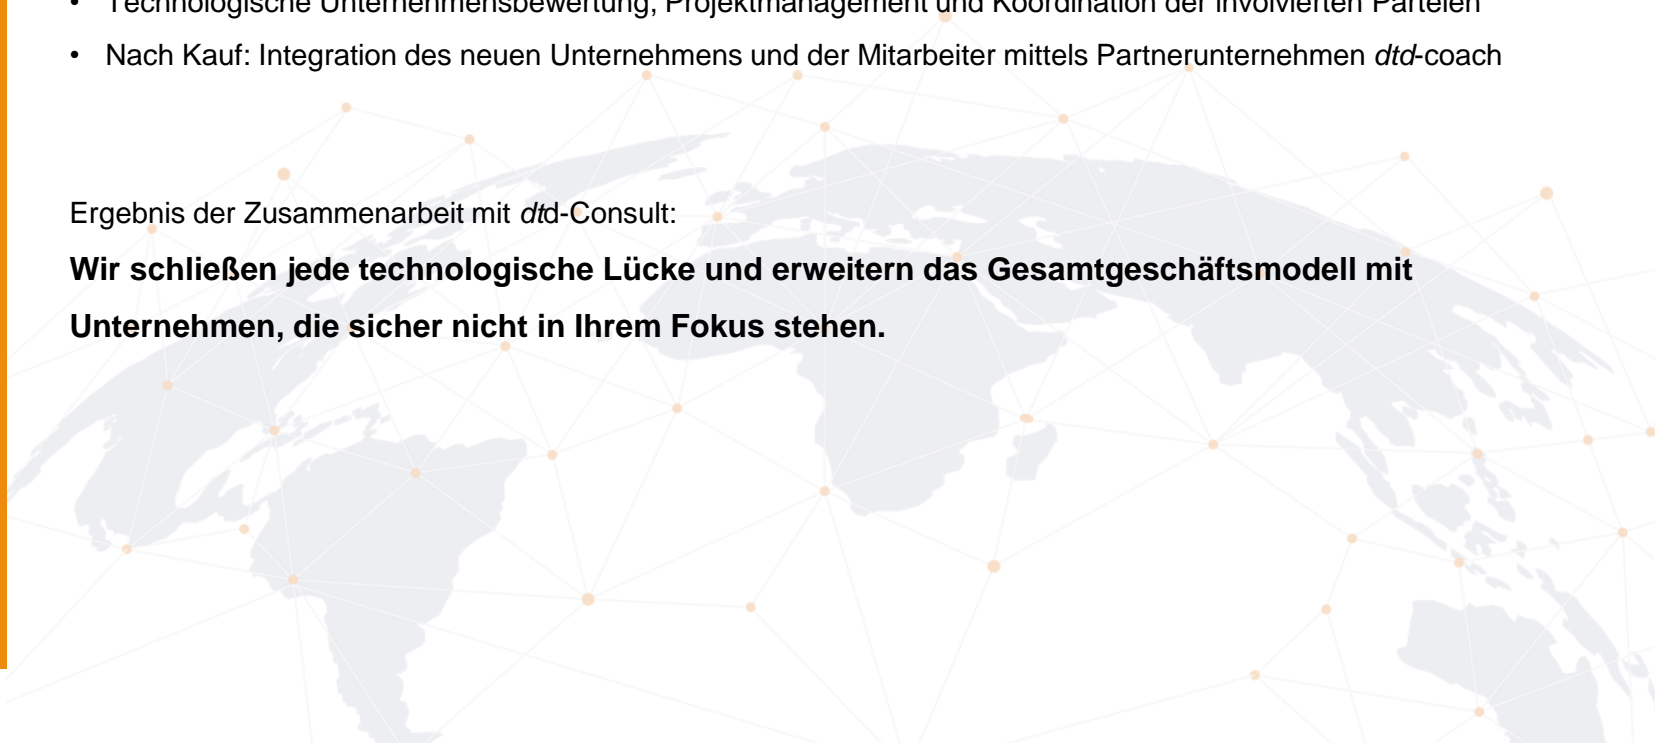 • Technologische Unternehmensbewertung, Projektmanagement und Koordination der involvierten Parteien
• Nach Kauf: Integration des neuen Unternehmens und der Mitarbeiter mittels Partnerunternehmen dtd-coach
Ergebnis der Zusammenarbeit mit dtd-Consult:
Wir schließen jede technologische Lücke und erweitern das Gesamtgeschäftsmodell mit
Unternehmen, die sicher nicht in Ihrem Fokus stehen.